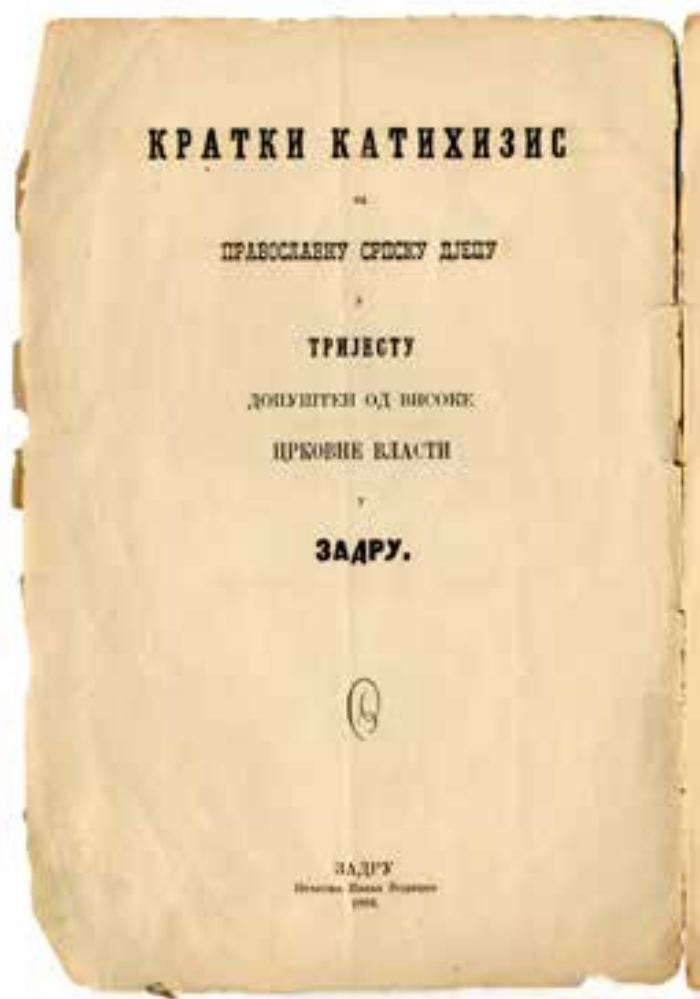 КРАТКИ КАТИХИЗИС
за
ПРАВОСЛАВНУ СРПСКУ ДЈЕЦУ
у
ТРИЈЕСТУ
ДОПУШТЕН ОД ВИСОКЕ
ЦРКОВНЕ ВЛАСТИ
У
ЗАДРУ.
ЗАДРУ